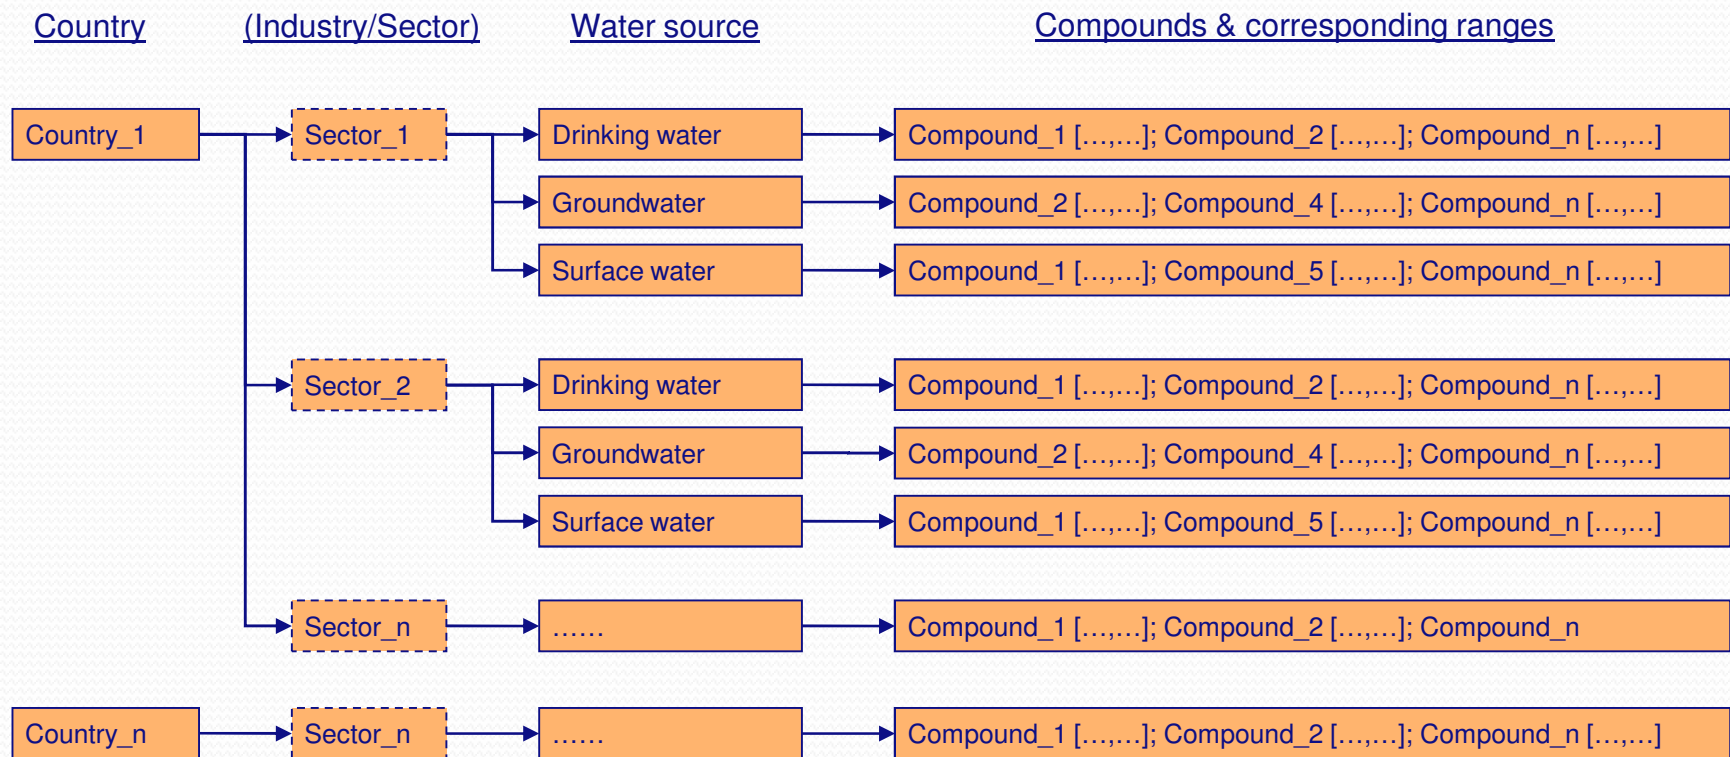 Country (Industry/Sector) Water source Compounds & corresponding ranges
Country_1 Sector_1 Drinking water Compound_1 […,…]; Compound_2 […,…]; Compound_n […,…]
Groundwater Compound_2 […,…]; Compound_4 […,…]; Compound_n […,…]
Surface water Compound_1 […,…]; Compound_5 […,…]; Compound_n […,…]
Sector_2 Drinking water Compound_1 […,…]; Compound_2 […,…]; Compound_n […,…]
Groundwater Compound_2 […,…]; Compound_4 […,…]; Compound_n […,…]
Surface water Compound_1 […,…]; Compound_5 […,…]; Compound_n […,…]
Sector_n …… Compound_1 […,…]; Compound_2 […,…]; Compound_n
Country_n Sector_n …… Compound_1 […,…]; Compound_2 […,…]; Compound_n […,…]